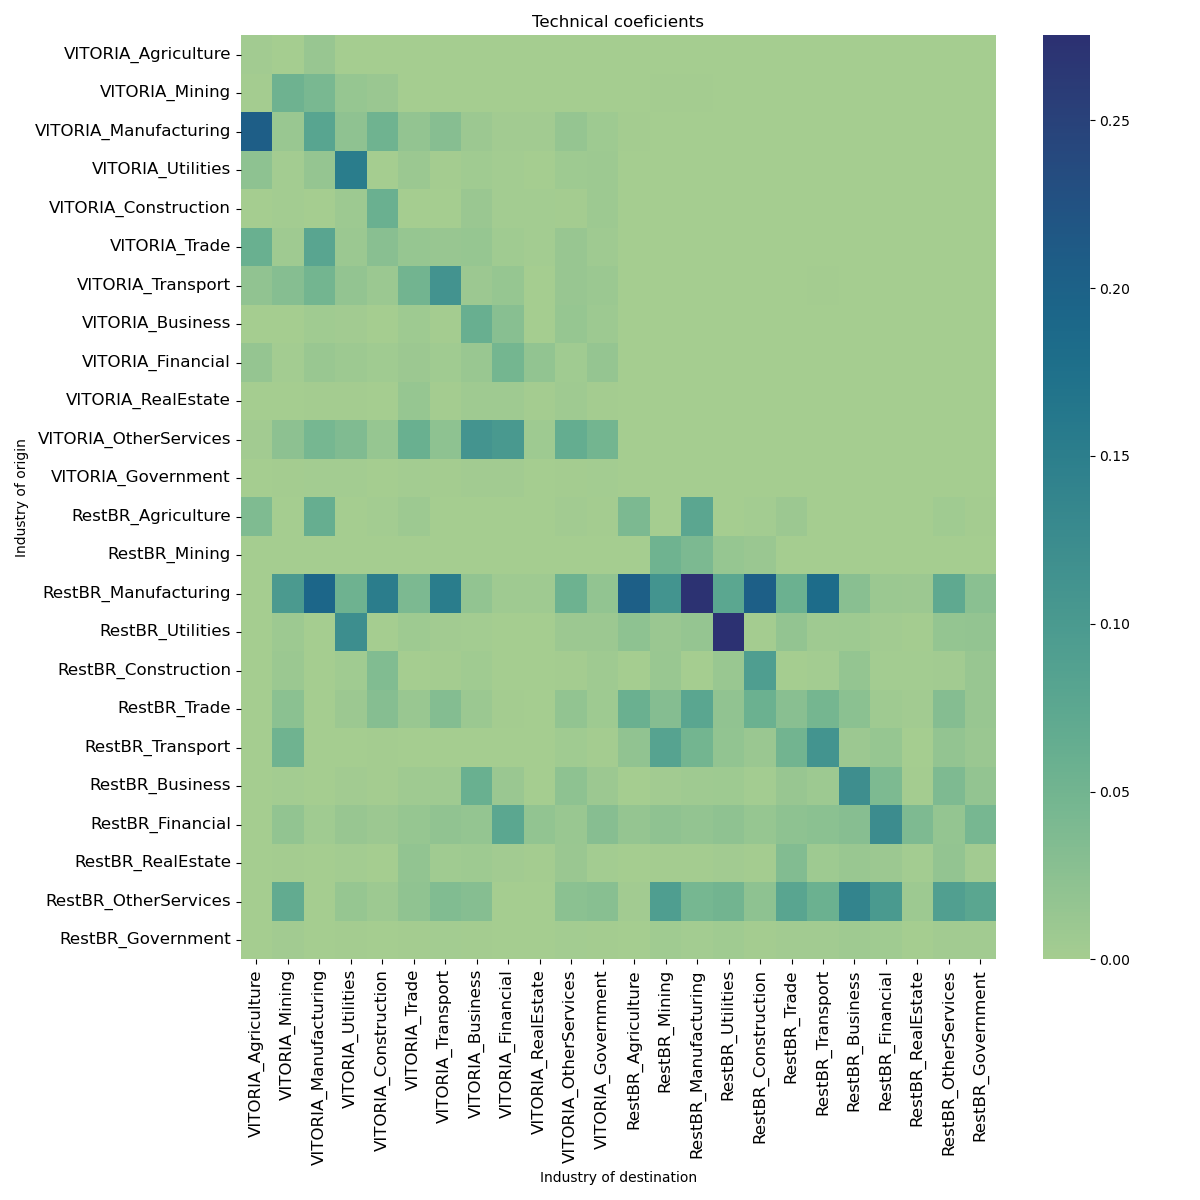 Technical coeficients
VITORIA_Agriculture
VITORIA_Mining
VITORIA_Manufacturing
VITORIA_Utilities
VITORIA_Construction
VITORIA_Trade
VITORIA_Transport
VITORIA_Business
VITORIA_Financial
VITORIA_RealEstate
VITORIA_OtherServices
VITORIA_Government
RestBR_Agriculture
RestBR_Mining
RestBR_Manufacturing
RestBR_Utilities
RestBR_Construction
RestBR_Trade
RestBR_Transport
RestBR_Business
RestBR_Financial
RestBR_RealEstate
RestBR_OtherServices
RestBR_Government
Industry of origin
VITORIA_Agriculture
VITORIA_Mining
VITORIA_Manufacturing
VITORIA_Utilities
VITORIA_Construction
VITORIA_Trade
VITORIA_Transport
VITORIA_Business
VITORIA_Financial
VITORIA_RealEstate
VITORIA_OtherServices
VITORIA_Government
RestBR_Agriculture
RestBR_Mining
RestBR_Manufacturing
RestBR_Utilities
RestBR_Construction
RestBR_Trade
RestBR_Transport
RestBR_Business
RestBR_Financial
RestBR_RealEstate
RestBR_OtherServices
RestBR_Government
Industry of destination
0.25
0.20
0.15
0.10
0.05
0.00